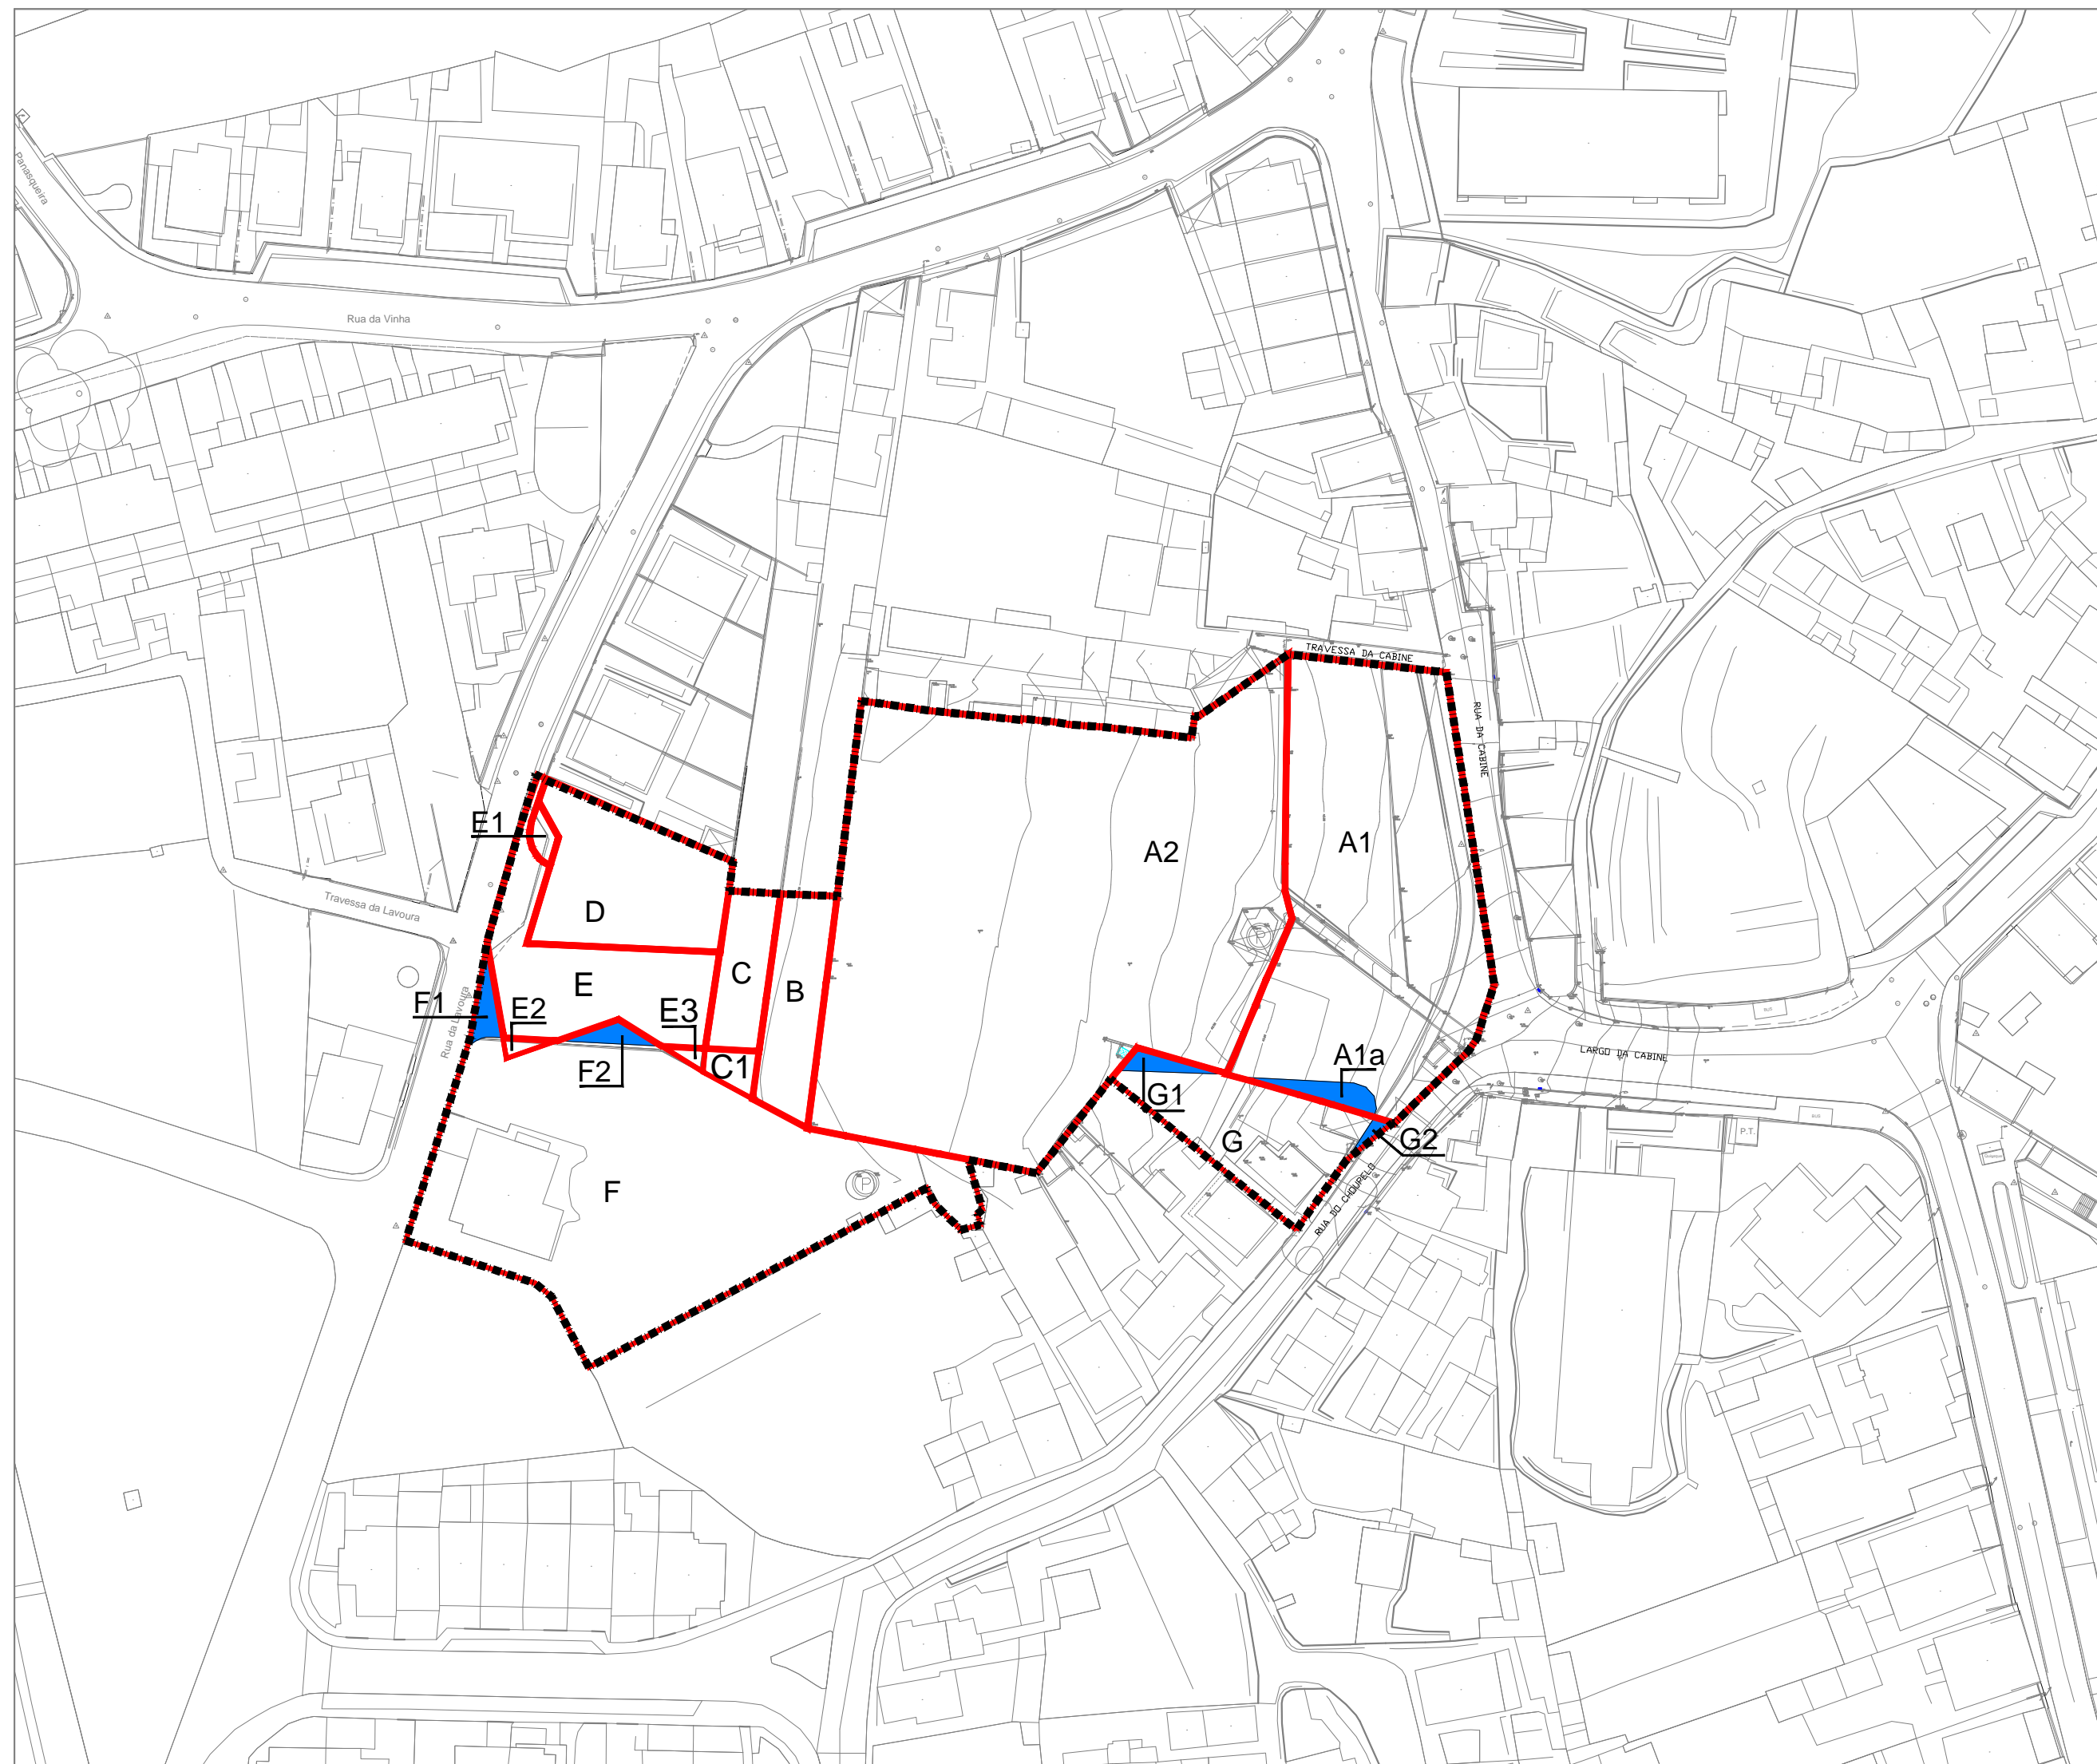 Panasqueira
Rua da Vinha
TRAVESSA DA CABINE
RUA DA CABINE
A2
A1
E1
D
Travessa da Lavoura
C
B
E
F1
E2
E3
Rua da Lavoura
F2
C1
A1a
G1
LARGO DA CABINE
G
G2
P.T.
P
P
F
RUA DO CHOUPELO